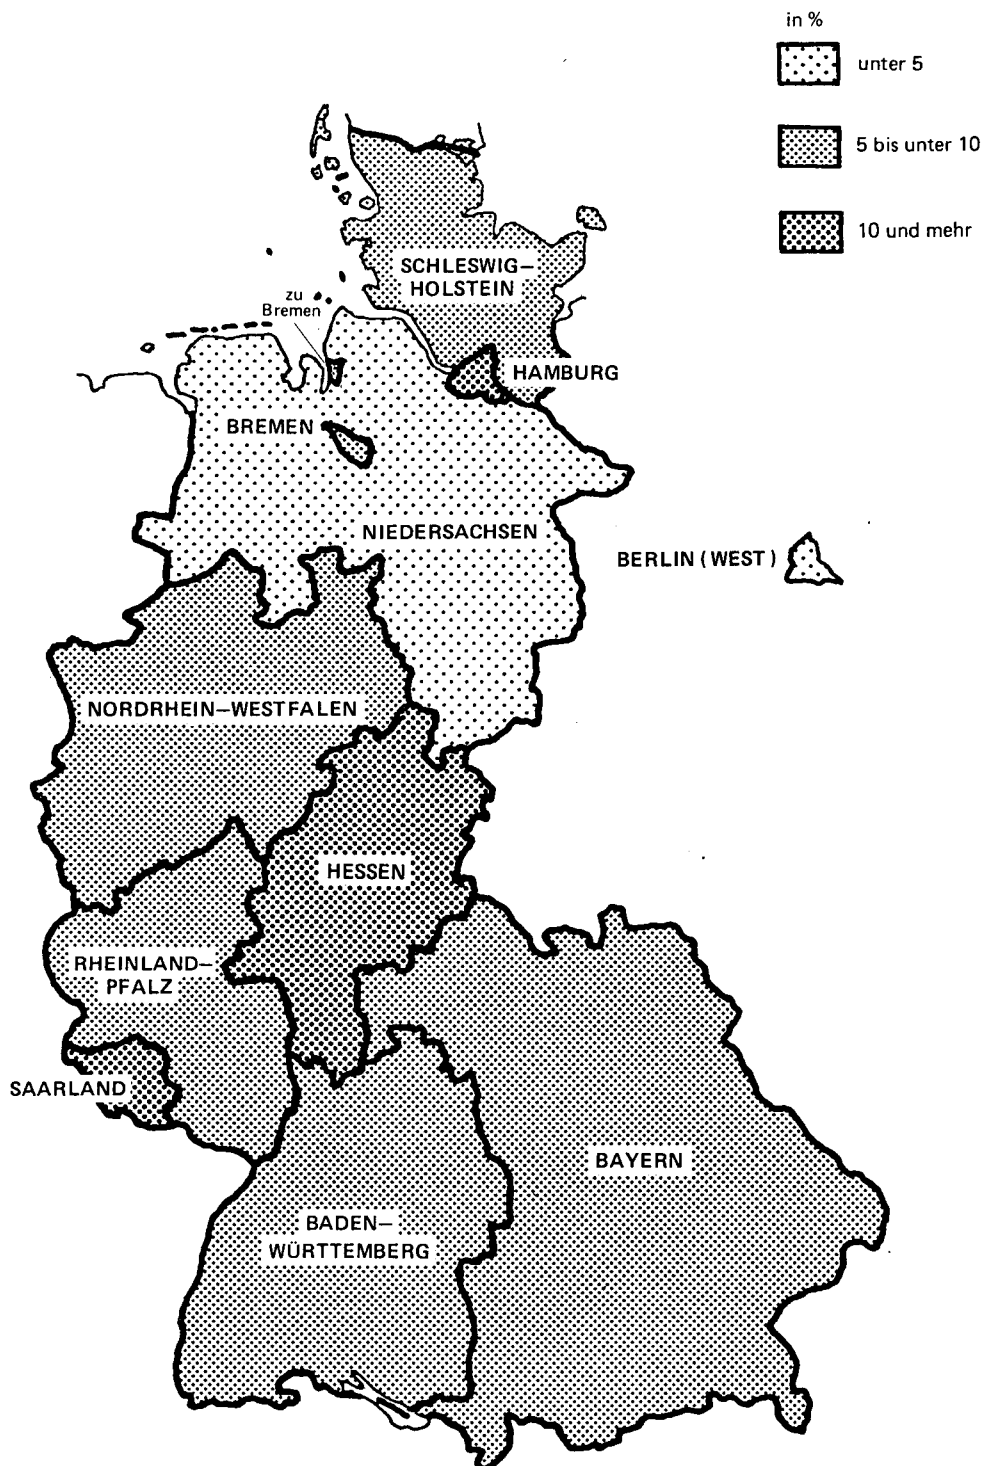 in %
unter 5
5 bis unter 10
10 und mehr
SCHLESWIG–
HOLSTEIN
zu
Bremen
HAMBURG
BREMEN
NIEDERSACHSEN
BERLIN (WEST)
NORDRHEIN–WESTFALEN
HESSEN
RHEINLAND–
PFALZ
SAARLAND
BAYERN
BADEN–
WÜRTTEMBERG